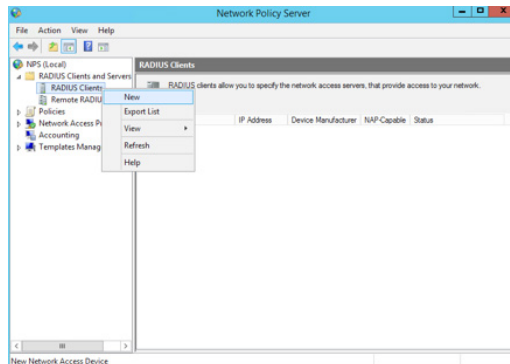 Network Policy Server
File Action View Help
NPS (Local)
RADIUS Clients and Servers
RADIUS Clients
Remote RADIU
Policies
Network Access P
Accounting
Templates Manag
New
Export List
View
Refresh
Help
RADIUS Clients
RADIUS clients allow you to specify the network access servers, that provide access to your network.
IP Address Device Manufacturer NAP-Capable Status
New Network Access Device